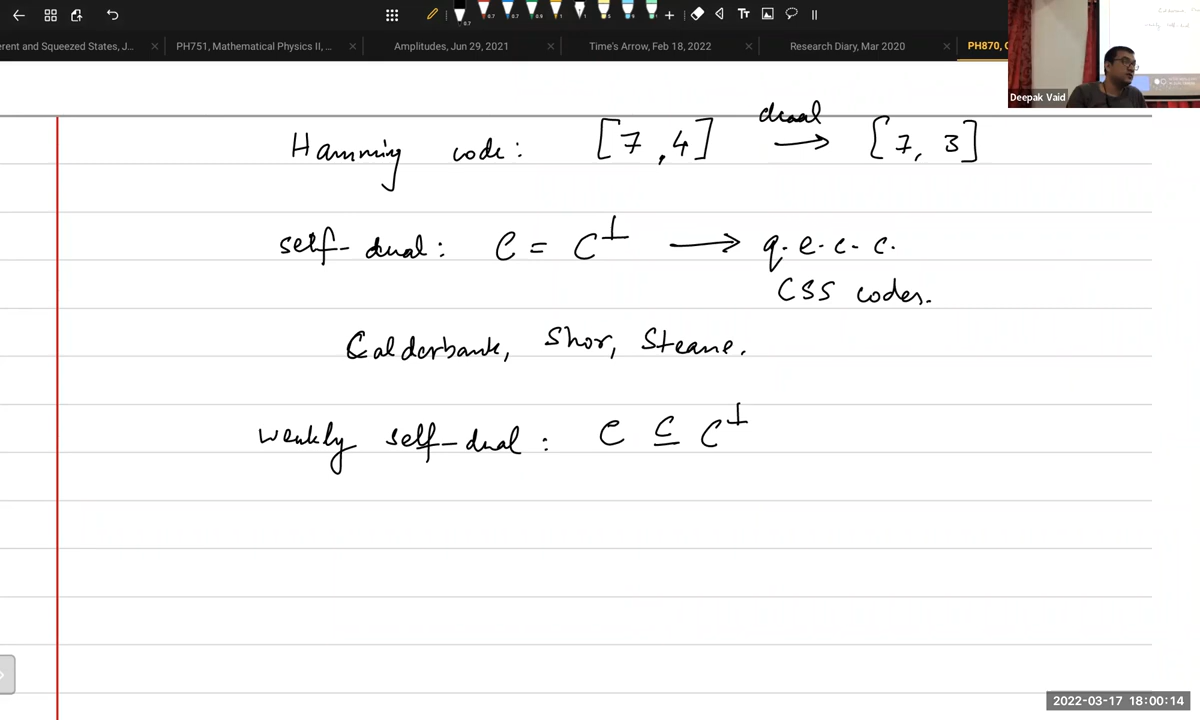 erent and Squeezed States, J... × PH751, Mathematical Physics II, ... × Amplitudes, Jun 29, 2021 × Time's Arrow, Feb 18, 2022 × Research Diary, Mar 2020 × PH870, 
Deepak Vaid
Hamming code : [7,4] dual → [7, 3]
self-dual : C = C⊥ → q.e.c.c.
CSS codes.
Calderbank, Shor, Steane.
weakly self-dual : C ⊆ C⊥
2022-03-17 18:00:14